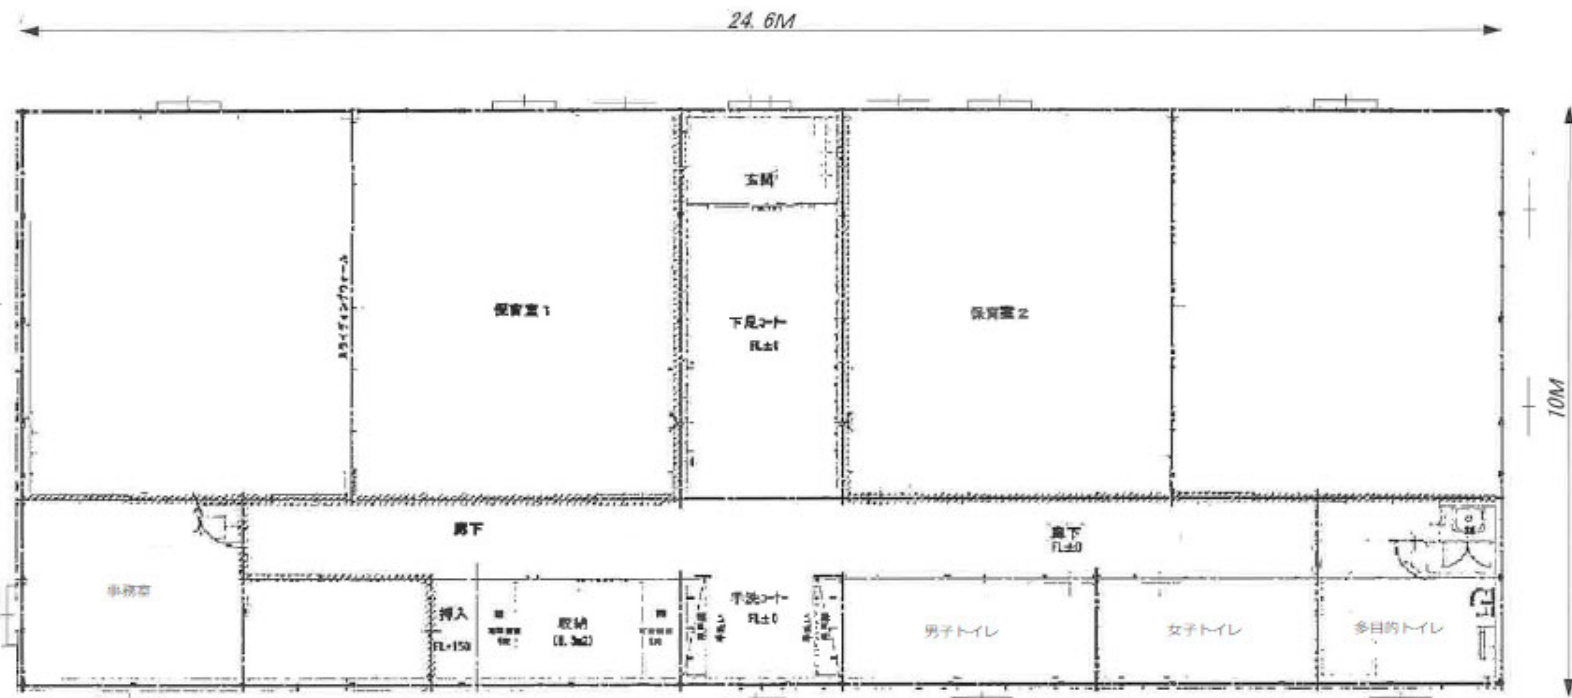 24.6M
玄関
スライディングウォール
保育室1
下足コーナー
FL±0
保育室2
10M
廊下
廊下
FL±0
事務室
押入
FL+150
収納
手洗コーナー
FL±0
男子トイレ
女子トイレ
多目的トイレ